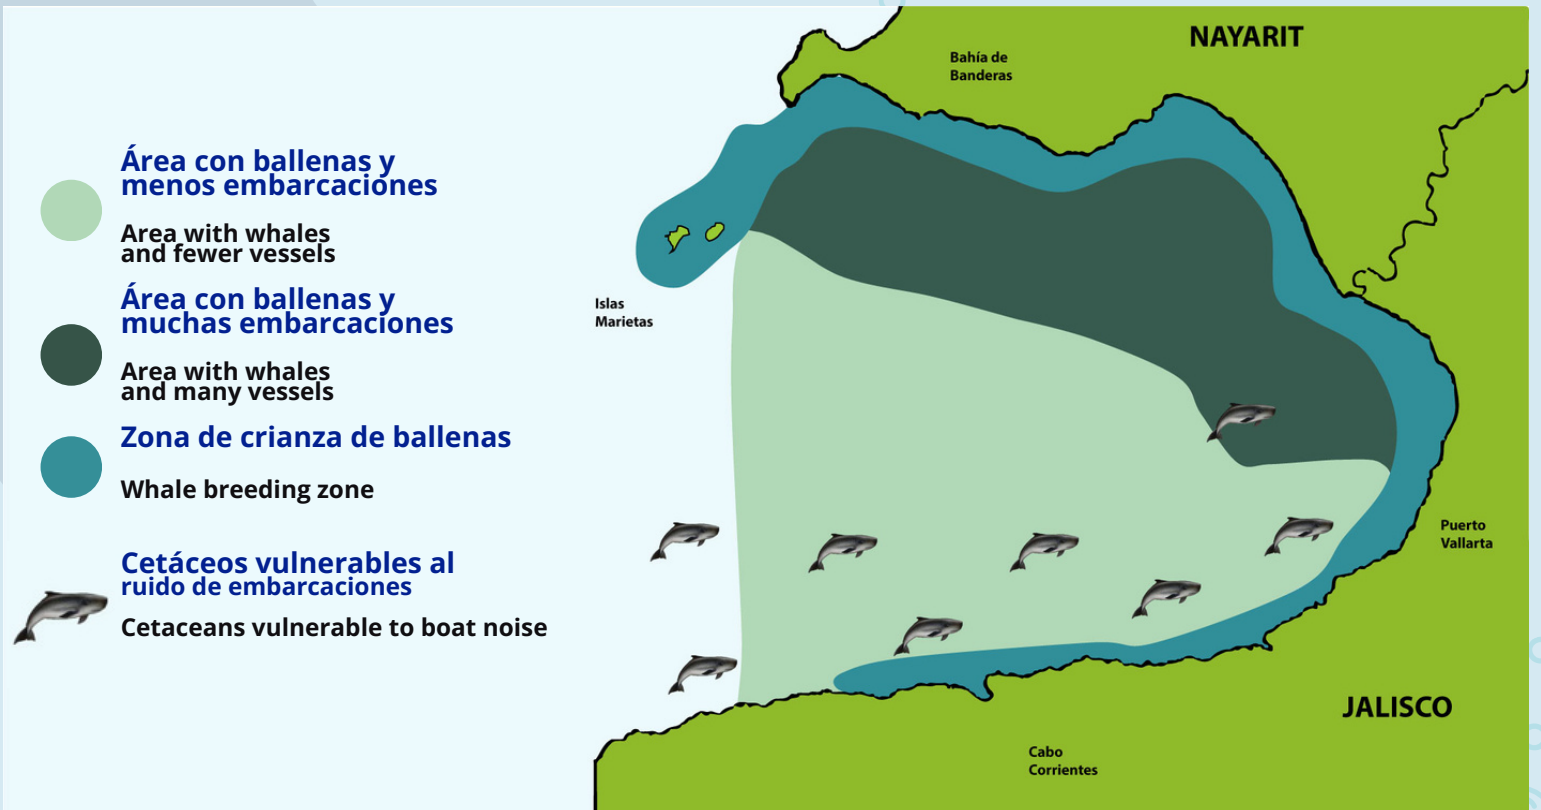 Área con ballenas y
menos embarcaciones
Area with whales
and fewer vessels
Área con ballenas y
muchas embarcaciones
Area with whales
and many vessels
Zona de crianza de ballenas
Whale breeding zone
Cetáceos vulnerables al
ruido de embarcaciones
Cetaceans vulnerable to boat noise
NAYARIT
Bahía de
Banderas
Islas
Marietas
Puerto
Vallarta
JALISCO
Cabo
Corrientes